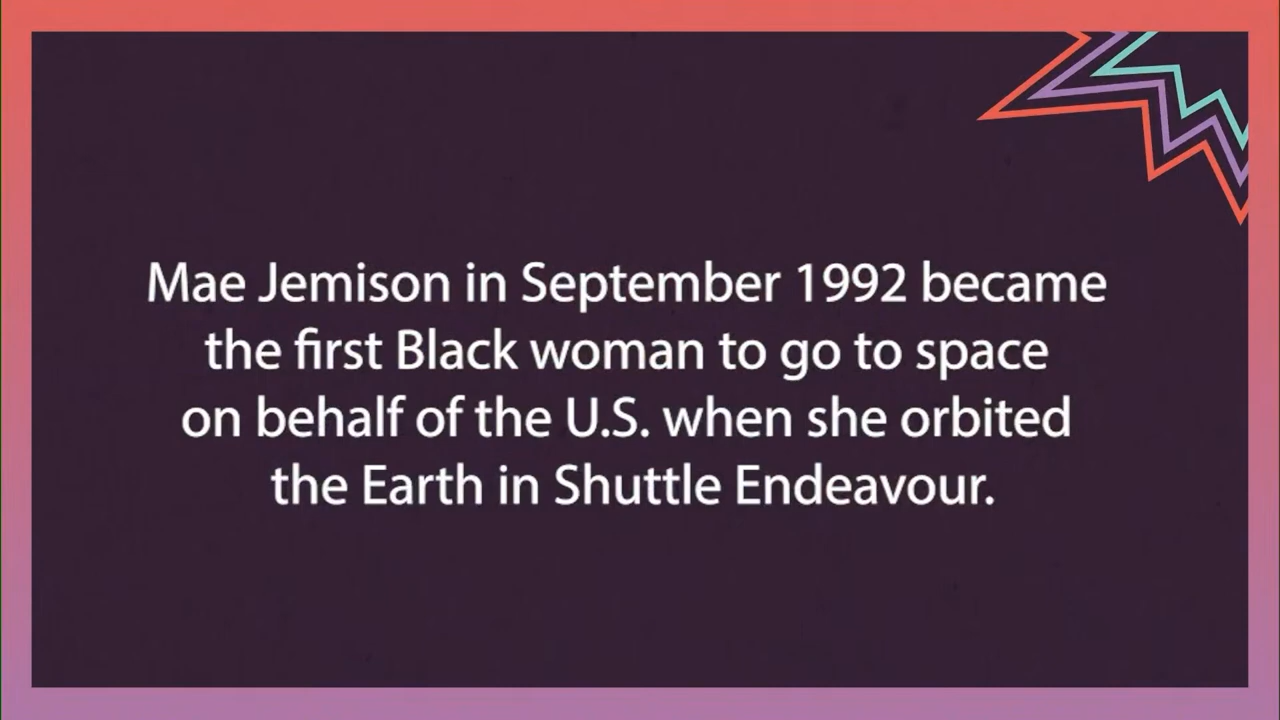 Mae Jemison in September 1992 became
the first Black woman to go to space
on behalf of the U.S. when she orbited
the Earth in Shuttle Endeavour.